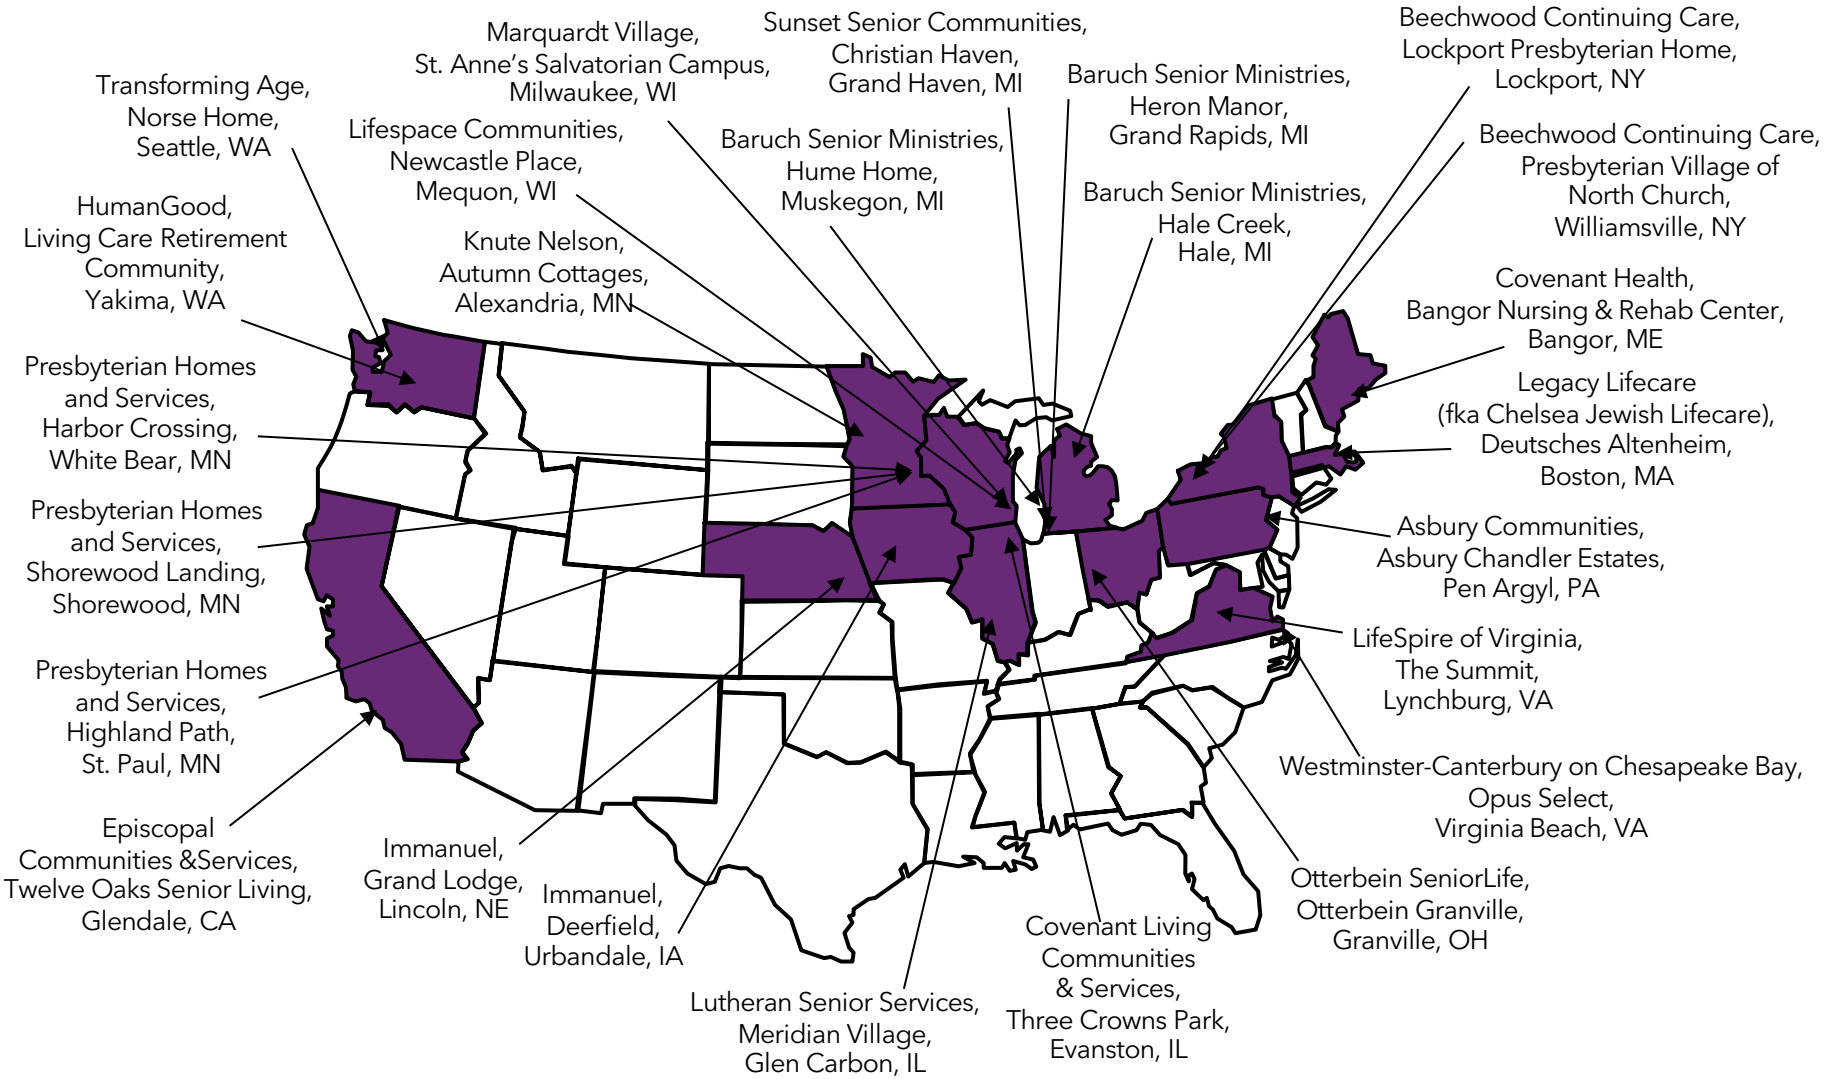 Transforming Age,
Norse Home,
Seattle, WA
HumanGood,
Living Care Retirement
Community,
Yakima, WA
Presbyterian Homes
and Services,
Harbor Crossing,
White Bear, MN
Presbyterian Homes
and Services,
Shorewood Landing,
Shorewood, MN
Presbyterian Homes
and Services,
Highland Path,
St. Paul, MN
Episcopal
Communities &Services,
Twelve Oaks Senior Living,
Glendale, CA
Marquardt Village,
St. Anne's Salvatorian Campus,
Milwaukee, WI
Lifespace Communities,
Newcastle Place,
Mequon, WI
Knute Nelson,
Autumn Cottages,
Alexandria, MN
Sunset Senior Communities,
Christian Haven,
Grand Haven, MI
Baruch Senior Ministries,
Hume Home,
Muskegon, MI
Baruch Senior Ministries,
Heron Manor,
Grand Rapids, MI
Baruch Senior Ministries,
Hale Creek,
Hale, MI
Beechwood Continuing Care,
Lockport Presbyterian Home,
Lockport, NY
Beechwood Continuing Care,
Presbyterian Village of
North Church,
Williamsville, NY
Covenant Health,
Bangor Nursing & Rehab Center,
Bangor, ME
Legacy Lifecare
(fka Chelsea Jewish Lifecare),
Deutsches Altenheim,
Boston, MA
Asbury Communities,
Asbury Chandler Estates,
Pen Argyl, PA
LifeSpire of Virginia,
The Summit,
Lynchburg, VA
Westminster-Canterbury on Chesapeake Bay,
Opus Select,
Virginia Beach, VA
Otterbein SeniorLife,
Otterbein Granville,
Granville, OH
Covenant Living
Communities
& Services,
Three Crowns Park,
Evanston, IL
Lutheran Senior Services,
Meridian Village,
Glen Carbon, IL
Immanuel,
Deerfield,
Urbandale, IA
Immanuel,
Grand Lodge,
Lincoln, NE